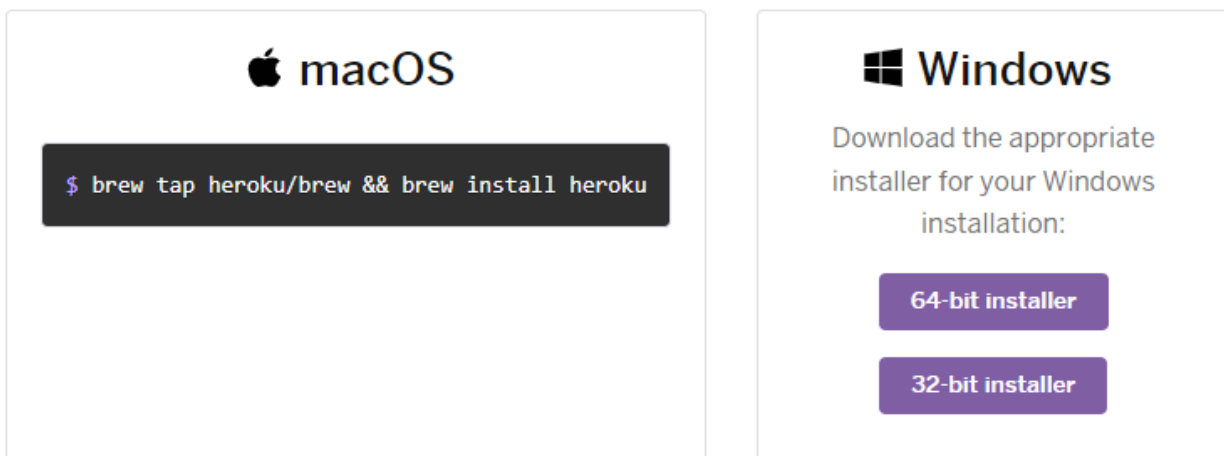 macOS
$ brew tap heroku/brew && brew install heroku
Windows
Download the appropriate
installer for your Windows
installation:
64-bit installer
32-bit installer